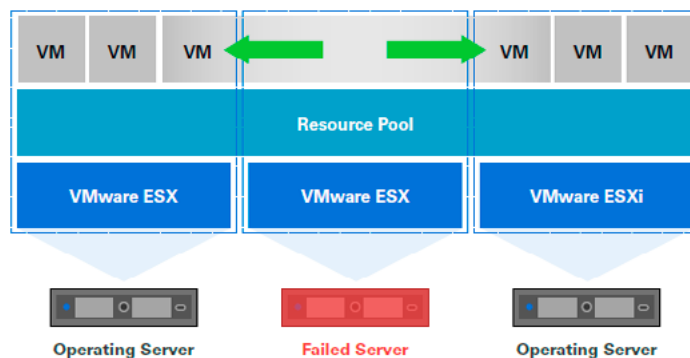 VM VM VM VM VM VM
Resource Pool
VMware ESX VMware ESX VMware ESXi
Operating Server Failed Server Operating Server